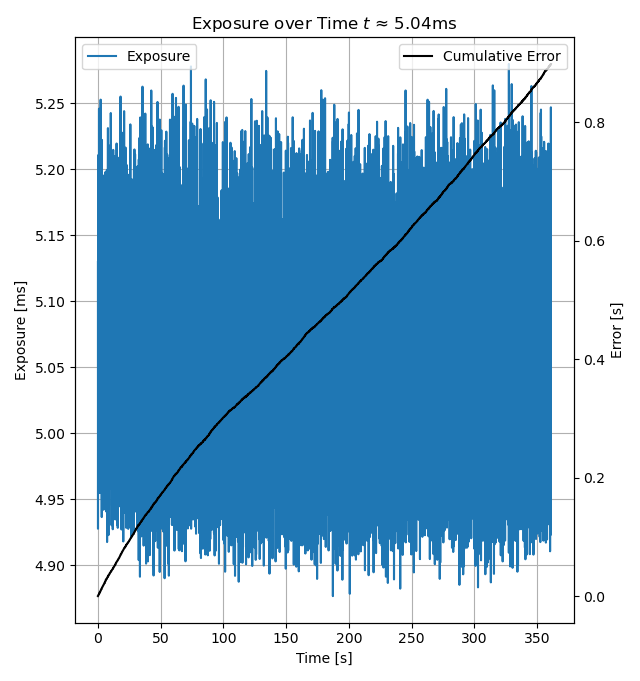 Exposure over Time t ≈ 5.04ms
Exposure
Cumulative Error
5.25
5.20
5.15
5.10
5.05
5.00
4.95
4.90
Exposure [ms]
0.8
0.6
0.4
0.2
0.0
Error [s]
0 50 100 150 200 250 300 350
Time [s]